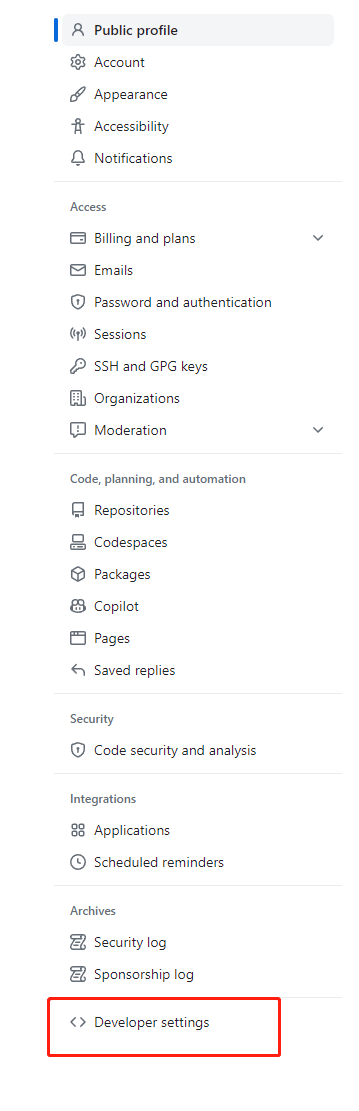 Public profile
Account
Appearance
Accessibility
Notifications
Access
Billing and plans
Emails
Password and authentication
Sessions
SSH and GPG keys
Organizations
Moderation
Code, planning, and automation
Repositories
Codespaces
Packages
Copilot
Pages
Saved replies
Security
Code security and analysis
Integrations
Applications
Scheduled reminders
Archives
Security log
Sponsorship log
Developer settings